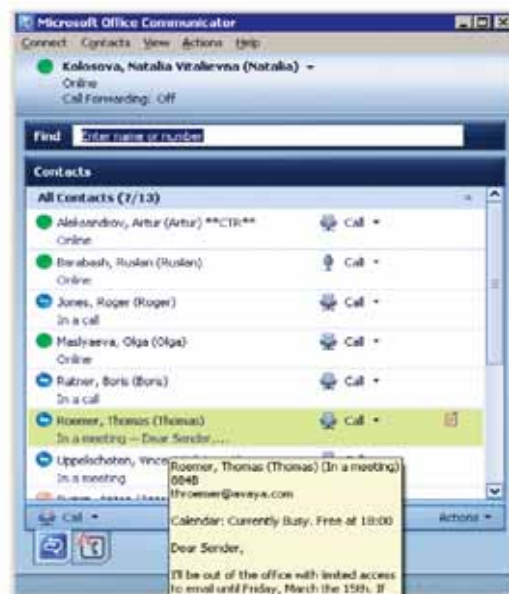 Microsoft Office Communicator
Connect Contacts View Actions Help
Kolosova, Natalia Vitalievna (Natalia)
Online
Call Forwarding: Off
Find Enter name or number
Contacts
All Contacts (7/13)
Aleksandrov, Artur (Artur) **CTR** Call
Online
Barabash, Ruslan (Ruslan) Call
Online
Jones, Roger (Roger) Call
In a call
Maslyaeva, Olga (Olga) Call
Online
Ratner, Boris (Boris) Call
In a call
Roemer, Thomas (Thomas) Call
In a meeting — Dear Sender,...
Uppelschoten,
In a meeting
Roemer, Thomas (Thomas) (In a meeting)
6848
throemer@avaya.com
Calendar: Currently Busy. Free at 18:00
Dear Sender,
I'll be out of the office with limited access
to email until Friday, March the 15th. If
Call Actions